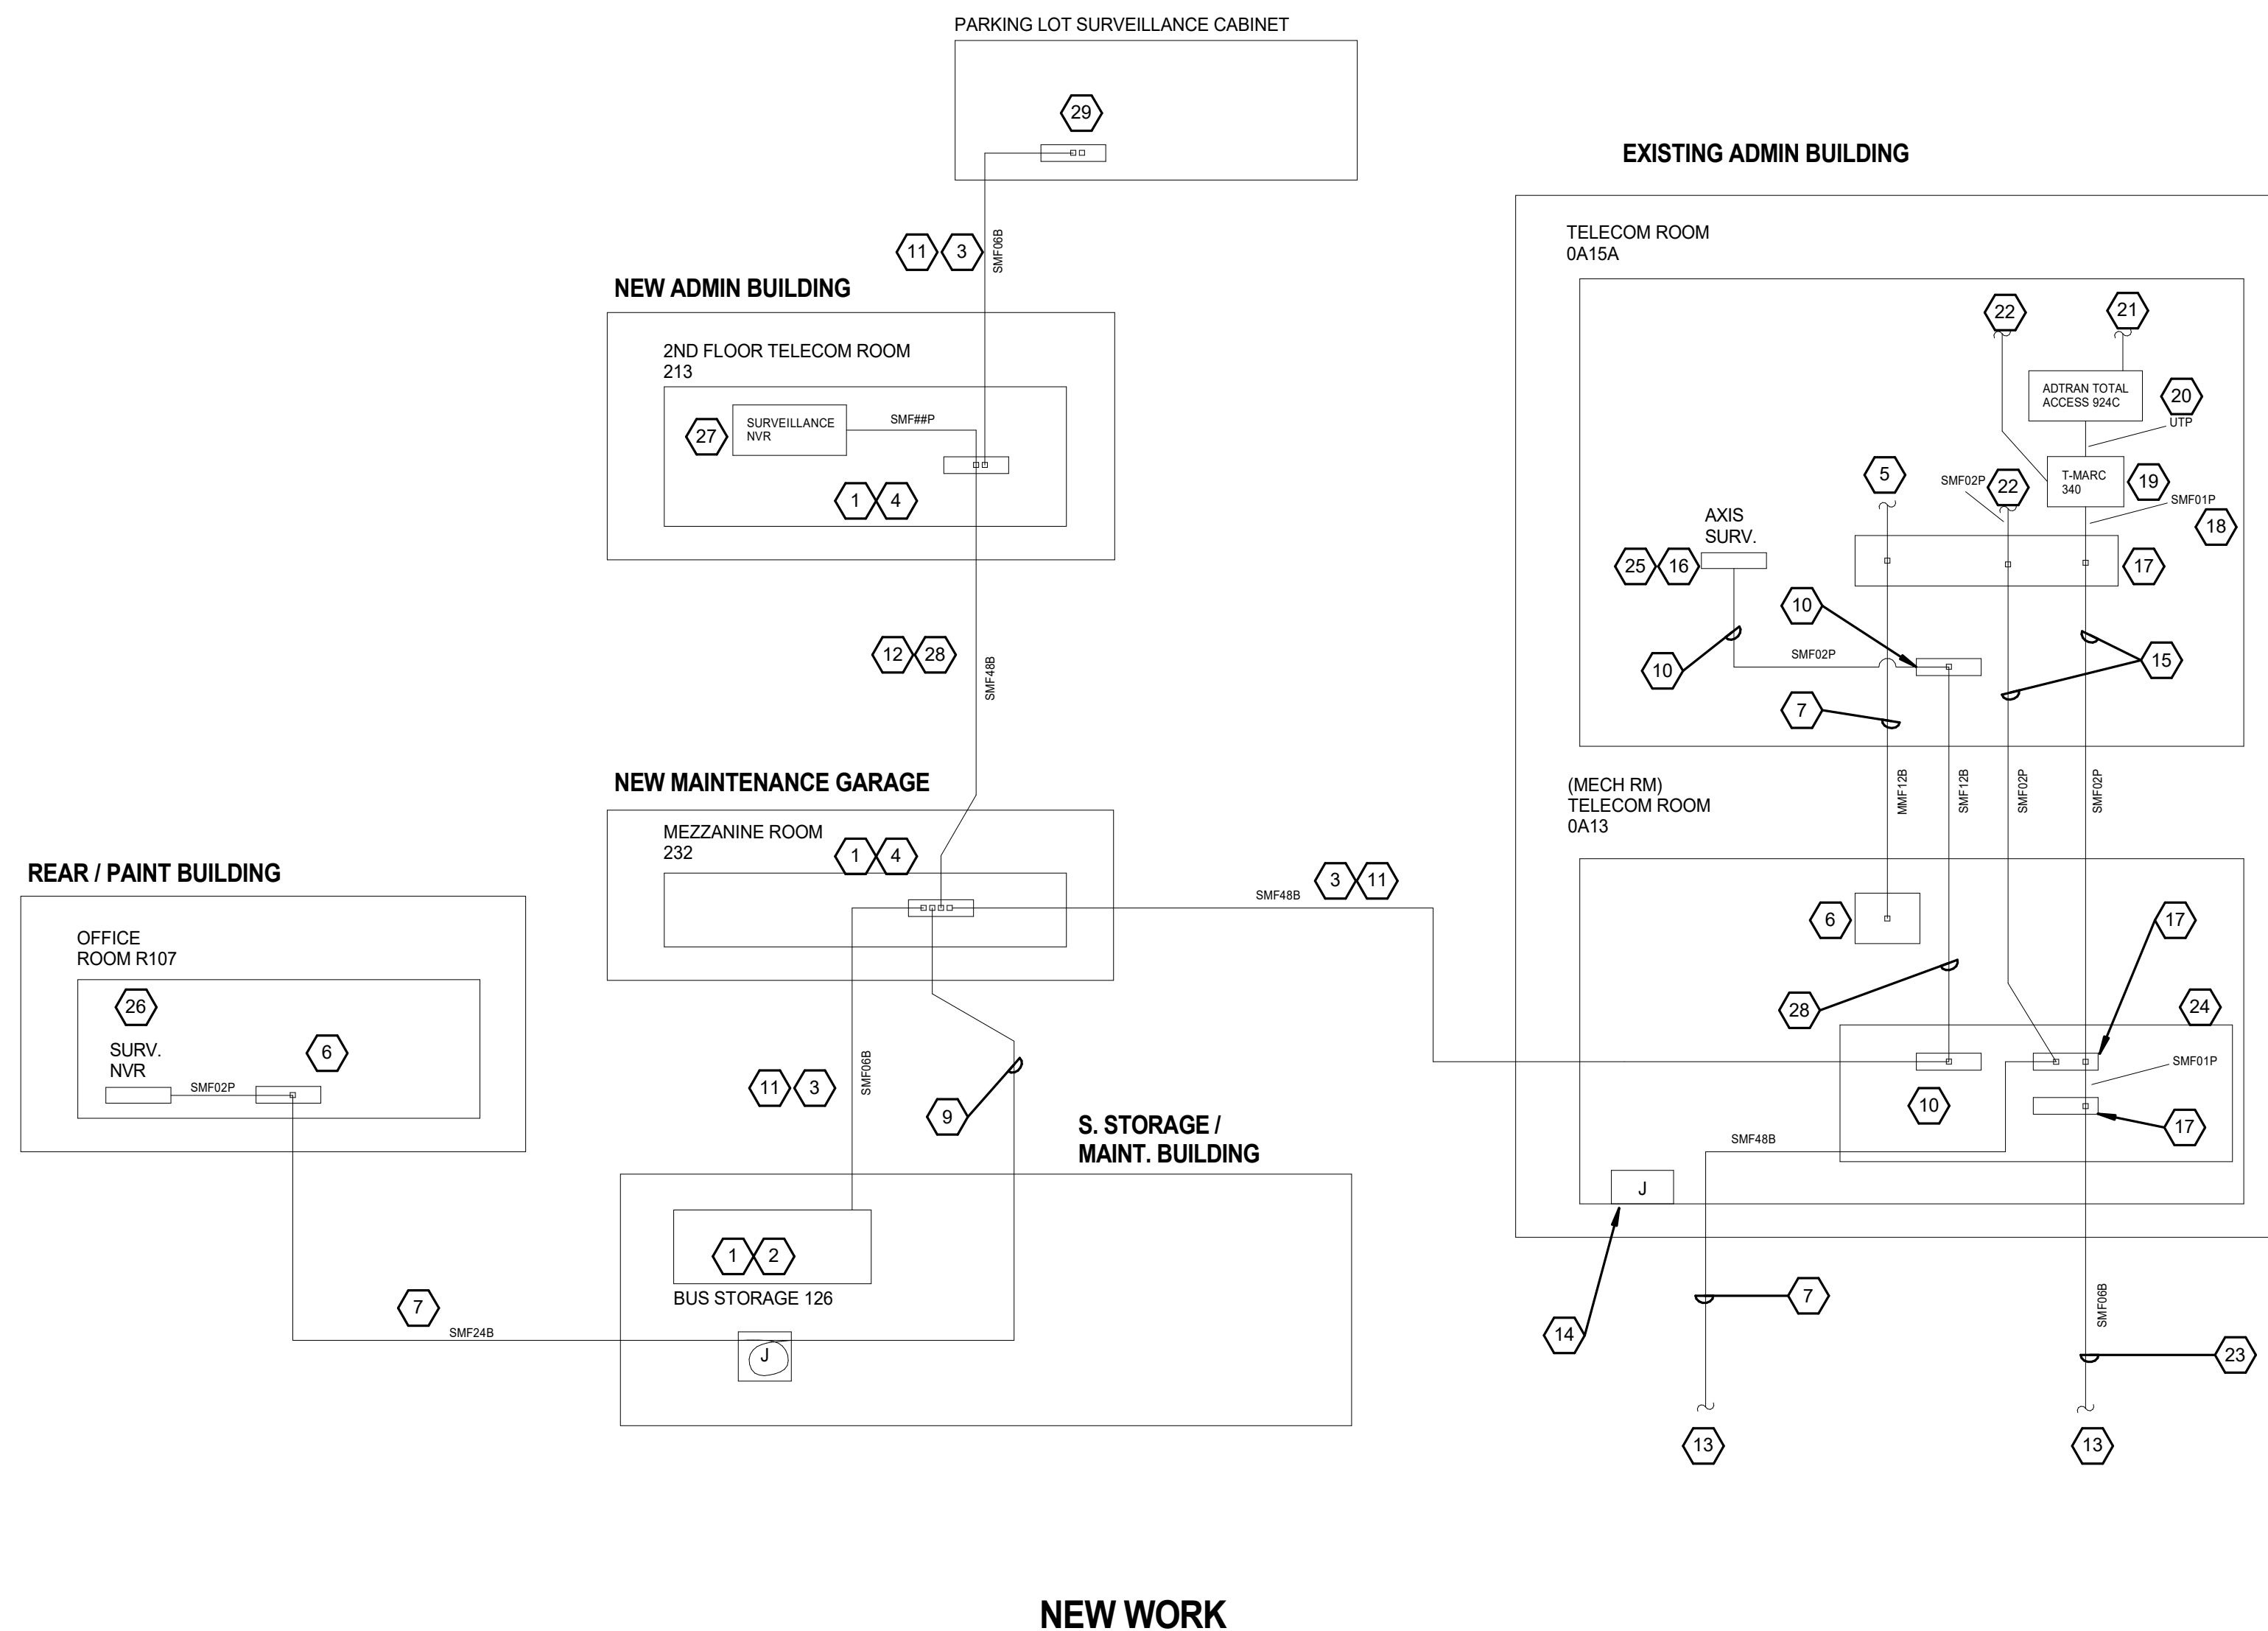 PARKING LOT SURVEILLANCE CABINET
29
11
3
SMF06B
NEW ADMIN BUILDING
2ND FLOOR TELECOM ROOM
213
27
SURVEILLANCE
NVR
SMF##P
1
4
12
28
SMF48B
NEW MAINTENANCE GARAGE
MEZZANINE ROOM
232
1
4
SMF48B
3
11
REAR / PAINT BUILDING
OFFICE
ROOM R107
26
SURV.
NVR
SMF02P
6
7
SMF24B
11
3
SMF06B
9
S. STORAGE /
MAINT. BUILDING
1
2
BUS STORAGE 126
J
EXISTING ADMIN BUILDING
TELECOM ROOM
0A15A
22
21
ADTRAN TOTAL
ACCESS 924C
20
UTP
5
SMF02P
22
T-MARC
340
19
SMF01P
18
AXIS
SURV.
25
16
17
10
10
SMF02P
15
7
(MECH RM)
TELECOM ROOM
0A13
MMF12B
SMF12B
SMF02P
SMF02P
6
17
28
24
SMF01P
10
17
SMF48B
J
14
7
SMF06B
23
13
13
NEW WORK